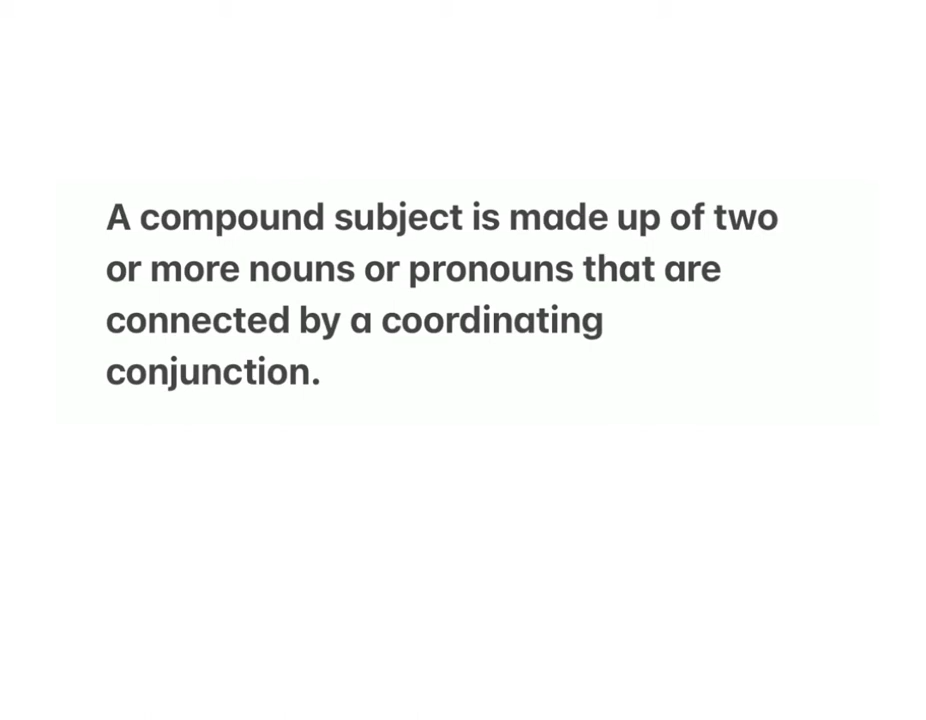 A compound subject is made up of two
or more nouns or pronouns that are
connected by a coordinating
conjunction.